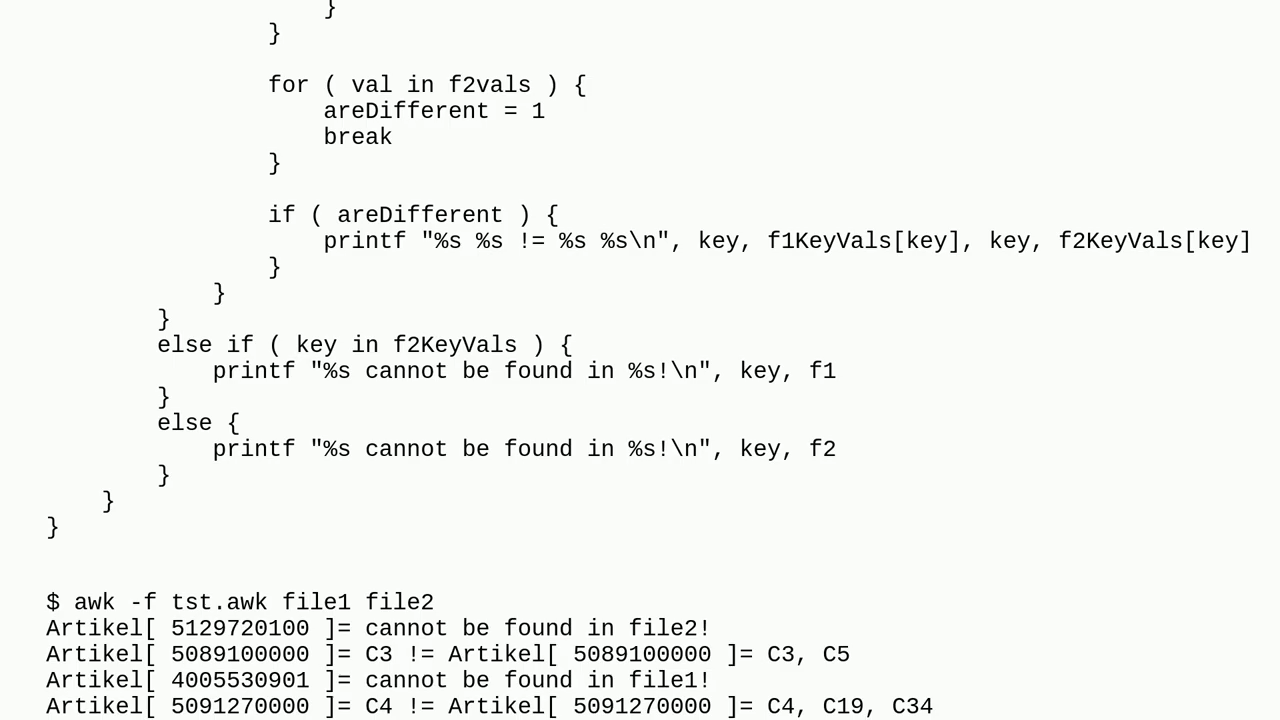 }
                }

                for ( val in f2vals ) {
                    areDifferent = 1
                    break
                }

                if ( areDifferent ) {
                    printf "%s %s != %s %s\n", key, f1KeyVals[key], key, f2KeyVals[key]
                }
            }
        }
        else if ( key in f2KeyVals ) {
            printf "%s cannot be found in %s!\n", key, f1
        }
        else {
            printf "%s cannot be found in %s!\n", key, f2
        }
    }
}

$ awk -f tst.awk file1 file2
Artikel[ 5129720100 ]= cannot be found in file2!
Artikel[ 5089100000 ]= C3 != Artikel[ 5089100000 ]= C3, C5
Artikel[ 4005530901 ]= cannot be found in file1!
Artikel[ 5091270000 ]= C4 != Artikel[ 5091270000 ]= C4, C19, C34